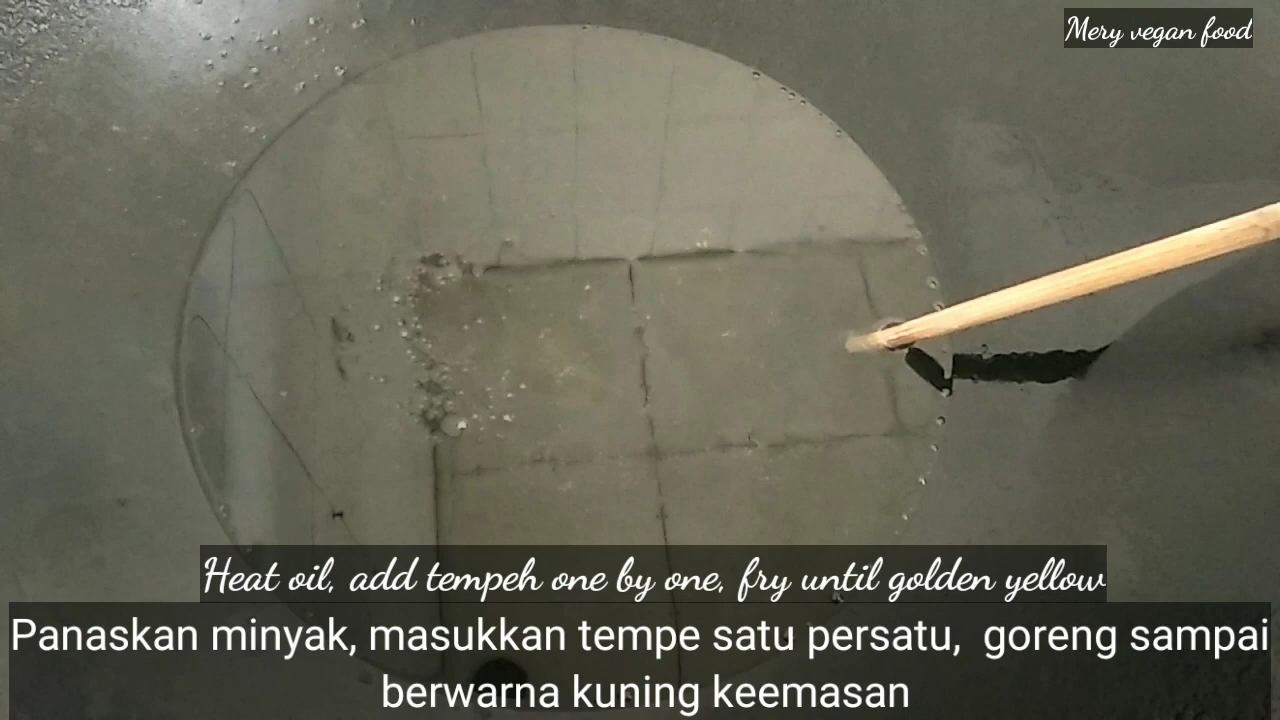 Mery vegan food
Heat oil, add tempeh one by one, fry until golden yellow
Panaskan minyak, masukkan tempe satu persatu,  goreng sampai
berwarna kuning keemasan